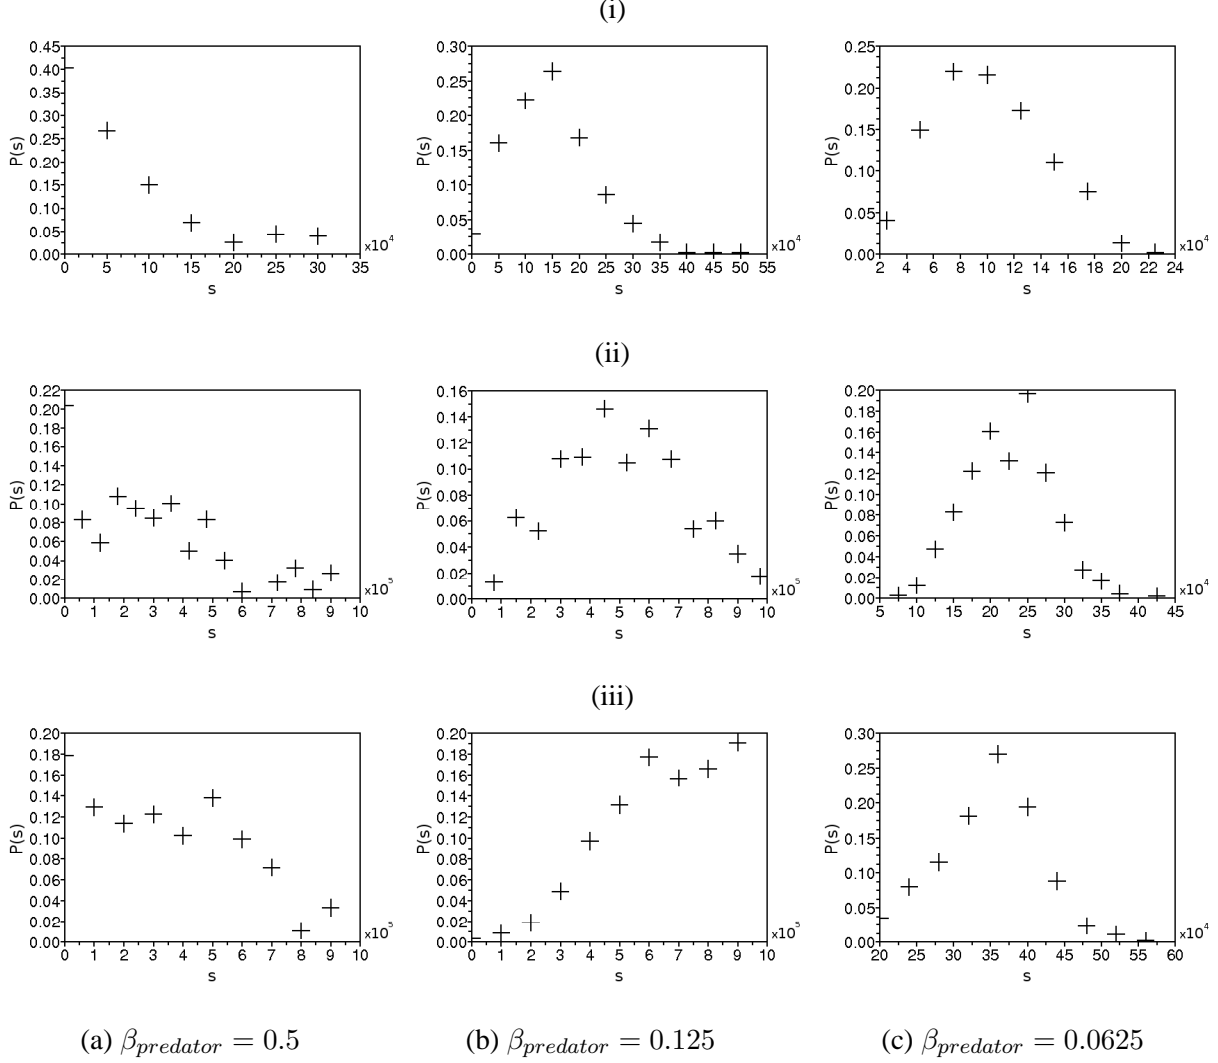 (i)
0.45 0.40 0.35 0.30 0.25 0.20 0.15 0.10 0.05 0.00
P(s)
0 5 10 15 20 25 30 35
x10⁴
s
0.30 0.25 0.20 0.15 0.10 0.05 0.00
P(s)
0 5 10 15 20 25 30 35 40 45 50 55
x10⁴
s
0.25 0.20 0.15 0.10 0.05 0.00
P(s)
2 4 6 8 10 12 14 16 18 20 22 24
x10⁴
s
(ii)
0.22 0.20 0.18 0.16 0.14 0.12 0.10 0.08 0.06 0.04 0.02 0.00
P(s)
0 1 2 3 4 5 6 7 8 9 10
x10⁵
s
0.16 0.14 0.12 0.10 0.08 0.06 0.04 0.02 0.00
P(s)
0 1 2 3 4 5 6 7 8 9 10
x10⁵
s
0.20 0.18 0.16 0.14 0.12 0.10 0.08 0.06 0.04 0.02 0.00
P(s)
5 10 15 20 25 30 35 40 45
x10⁴
s
(iii)
0.20 0.18 0.16 0.14 0.12 0.10 0.08 0.06 0.04 0.02 0.00
P(s)
0 1 2 3 4 5 6 7 8 9 10
x10⁵
s
0.20 0.18 0.16 0.14 0.12 0.10 0.08 0.06 0.04 0.02 0.00
P(s)
0 1 2 3 4 5 6 7 8 9 10
x10⁵
s
0.30 0.25 0.20 0.15 0.10 0.05 0.00
P(s)
20 25 30 35 40 45 50 55 60
x10⁴
s
(a) β_predator = 0.5 (b) β_predator = 0.125 (c) β_predator = 0.0625